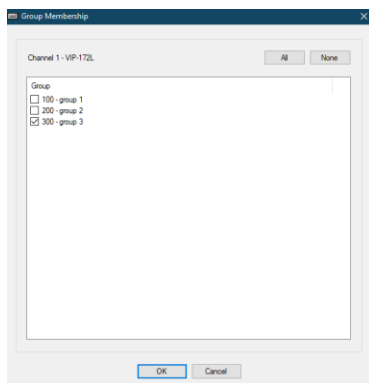 Group Membership
Channel 1 - VIP-172L
All None
Group
100 - group 1
200 - group 2
300 - group 3
OK Cancel